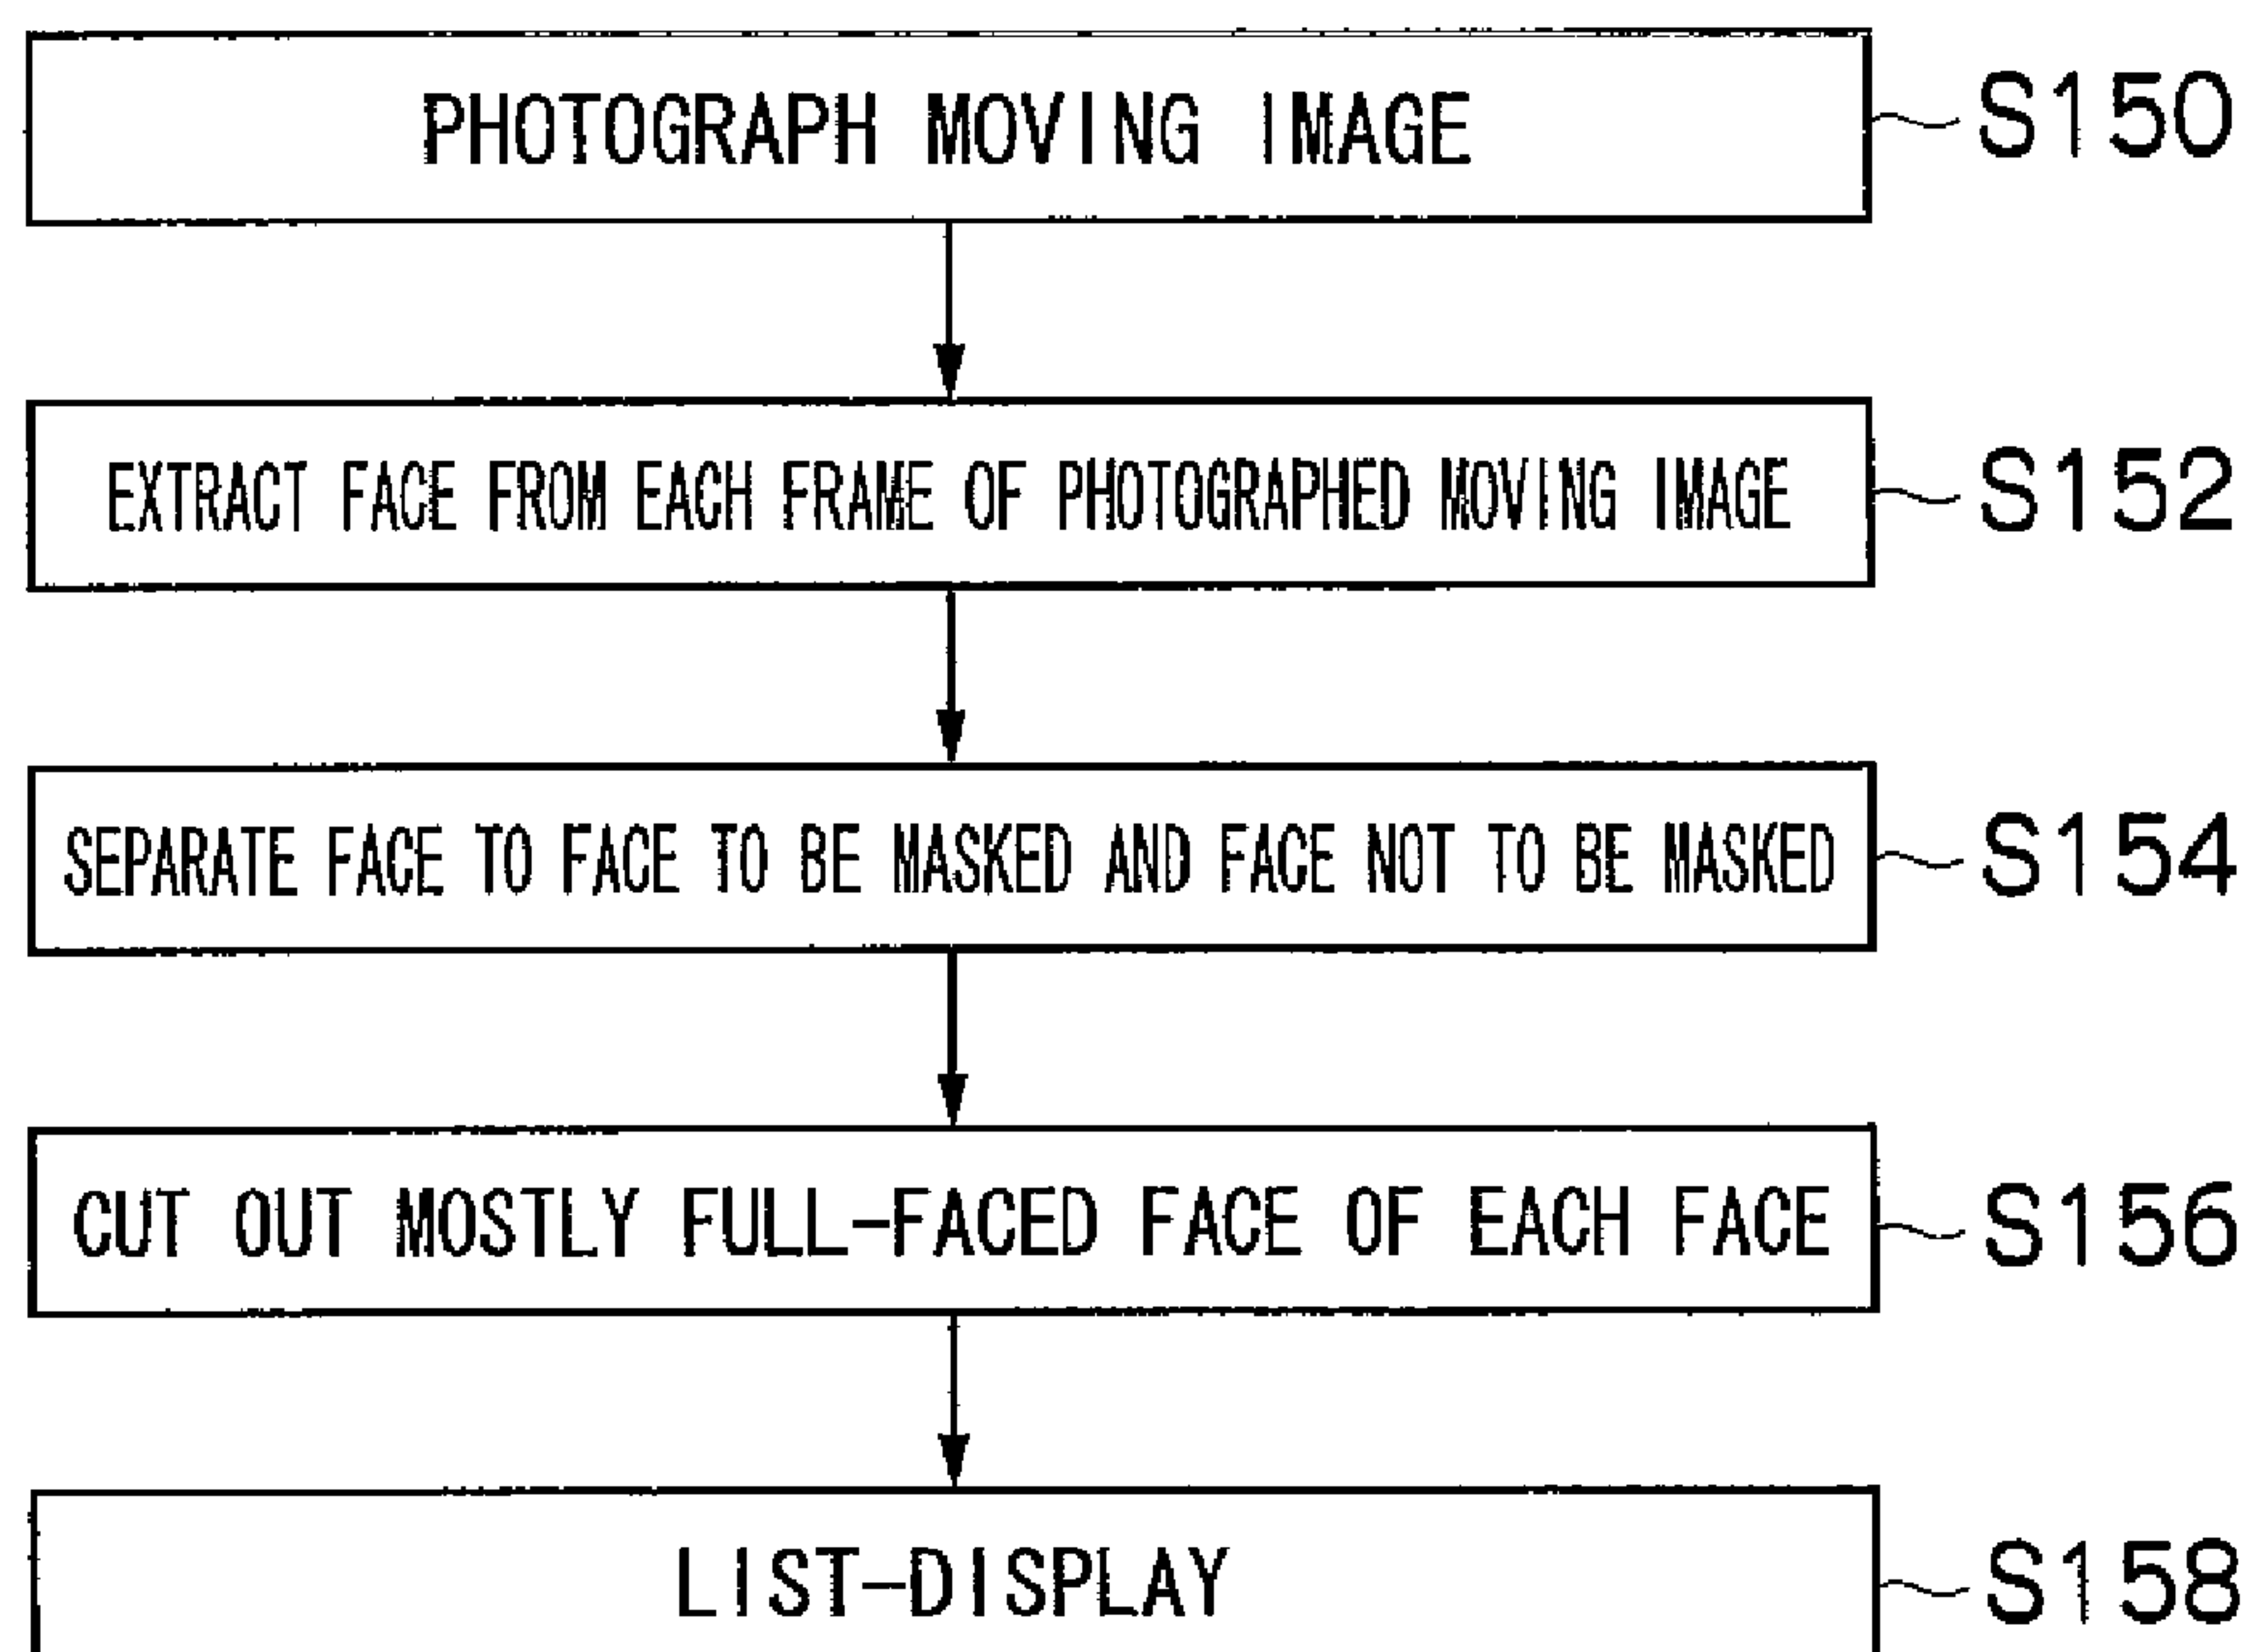 PHOTOGRAPH MOVING IMAGE S150
EXTRACT FACE FROM EACH FRAME OF PHOTOGRAPHED MOVING IMAGE S152
SEPARATE FACE TO FACE TO BE MASKED AND FACE NOT TO BE MASKED S154
CUT OUT MOSTLY FULL-FACED FACE OF EACH FACE S156
LIST-DISPLAY S158